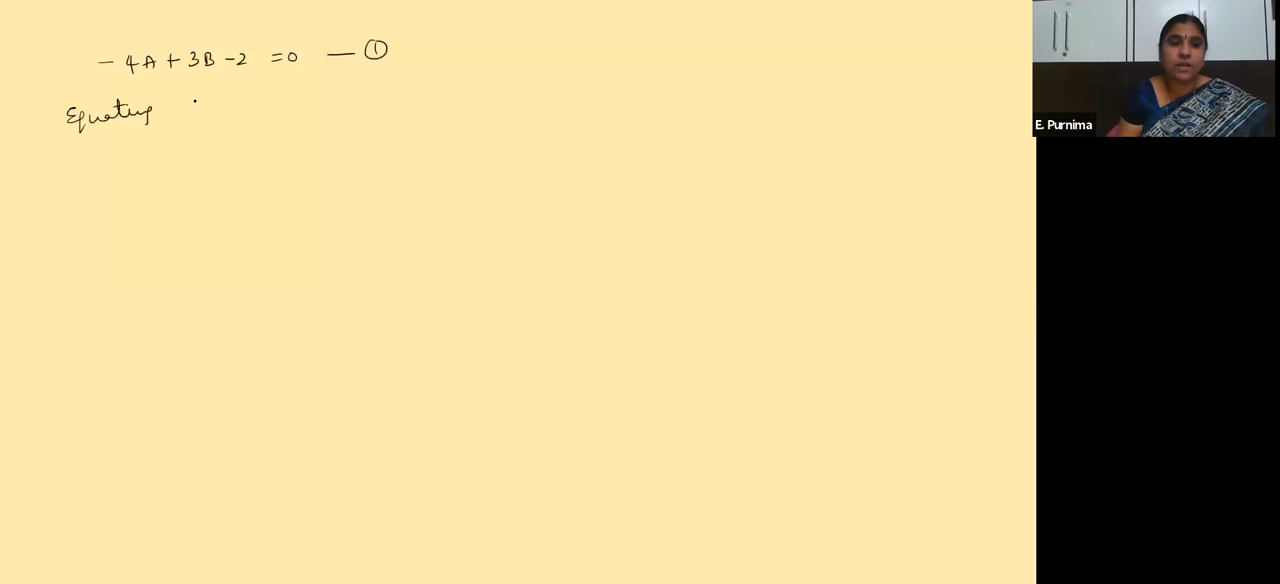 - 4A + 3B - 2 = 0 — ①
Equating
E. Purnima